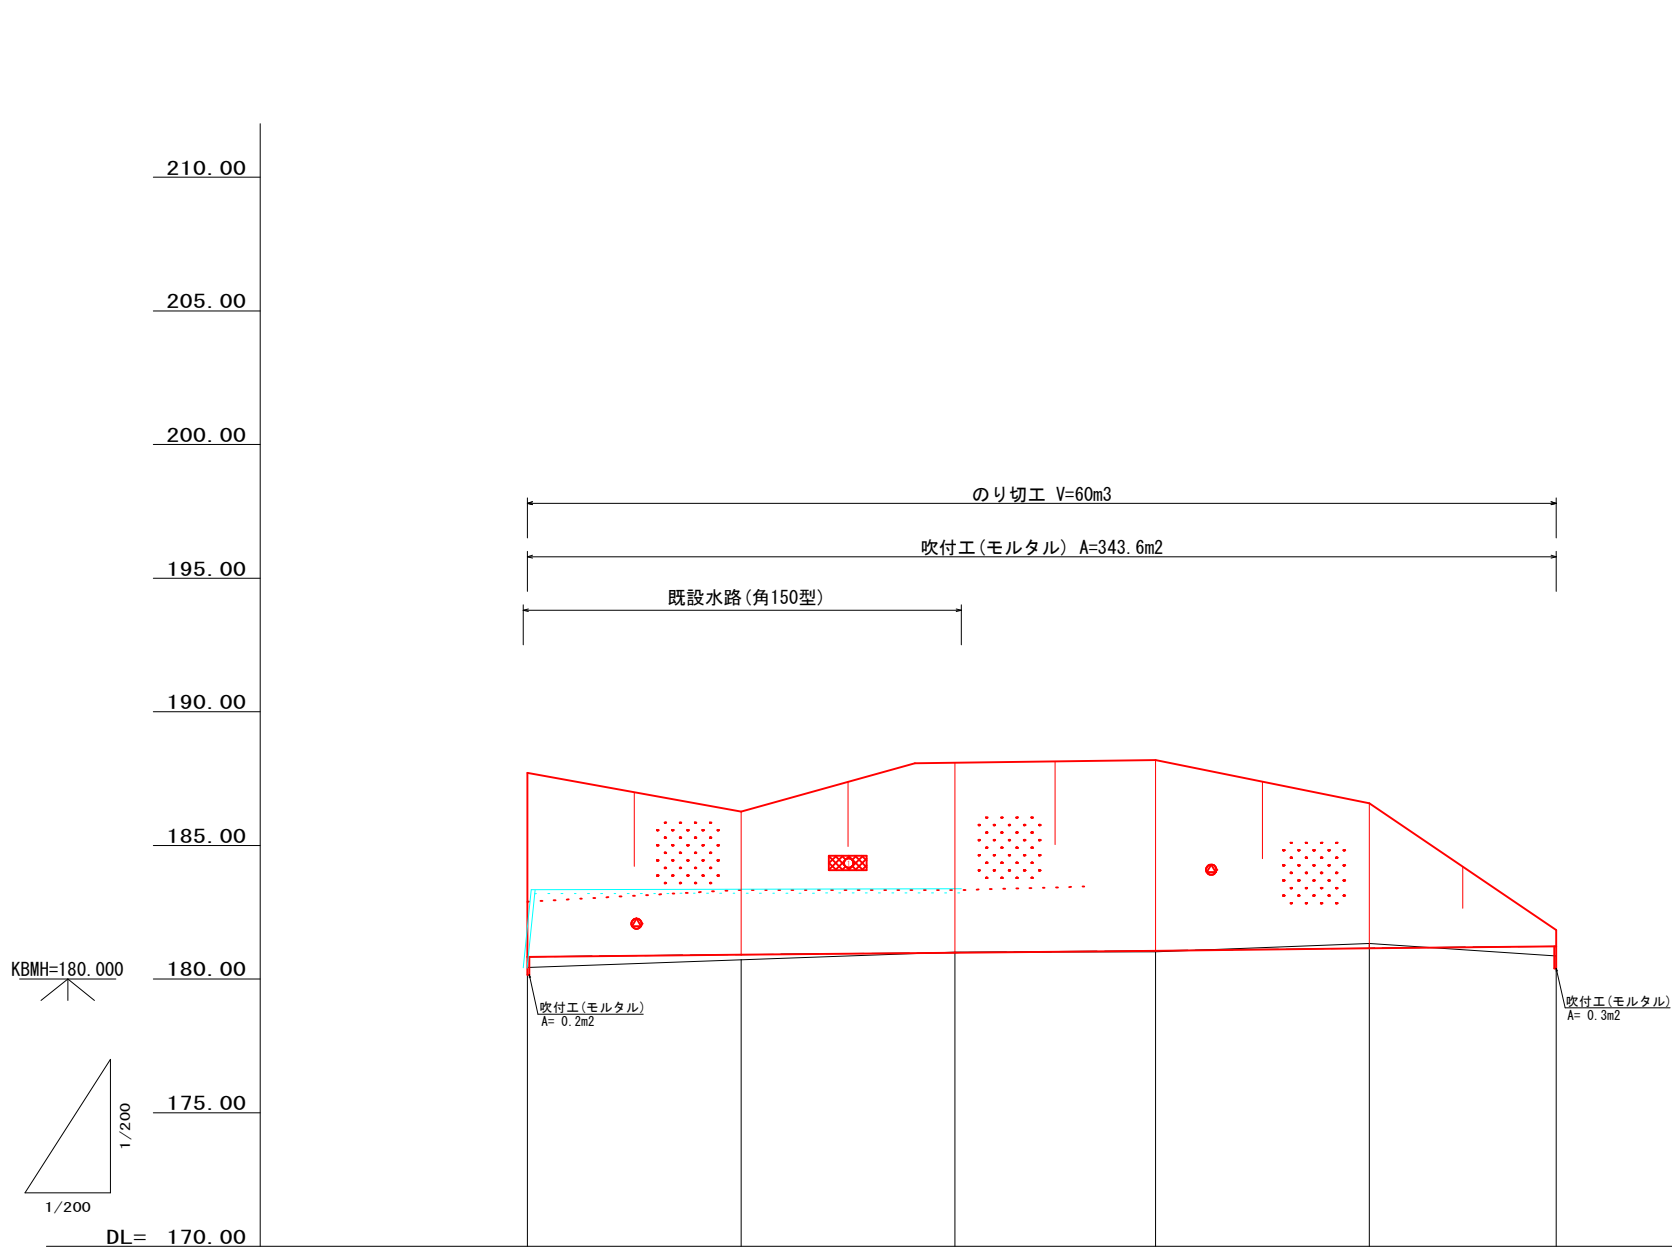 210.00
205.00
200.00
のり切工 V=60m3
吹付工(モルタル) A=343.6m2
195.00
既設水路(角150型)
190.00
185.00
KBMH=180.000
180.00
吹付工(モルタル)
A= 0.2m2
吹付工(モルタル)
A= 0.3m2
175.00
1/200
1/200
DL= 170.00